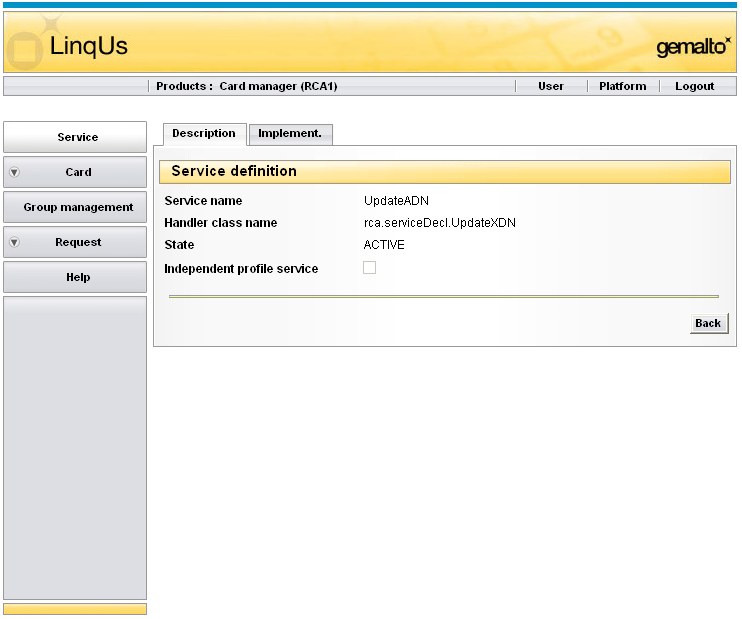 LinqUs
gemalto
Products : Card manager (RCA1)
User
Platform
Logout
Service
Card
Group management
Request
Help
Description
Implement.
Service definition
Service name UpdateADN
Handler class name rca.serviceDecl.UpdateXDN
State ACTIVE
Independent profile service
Back